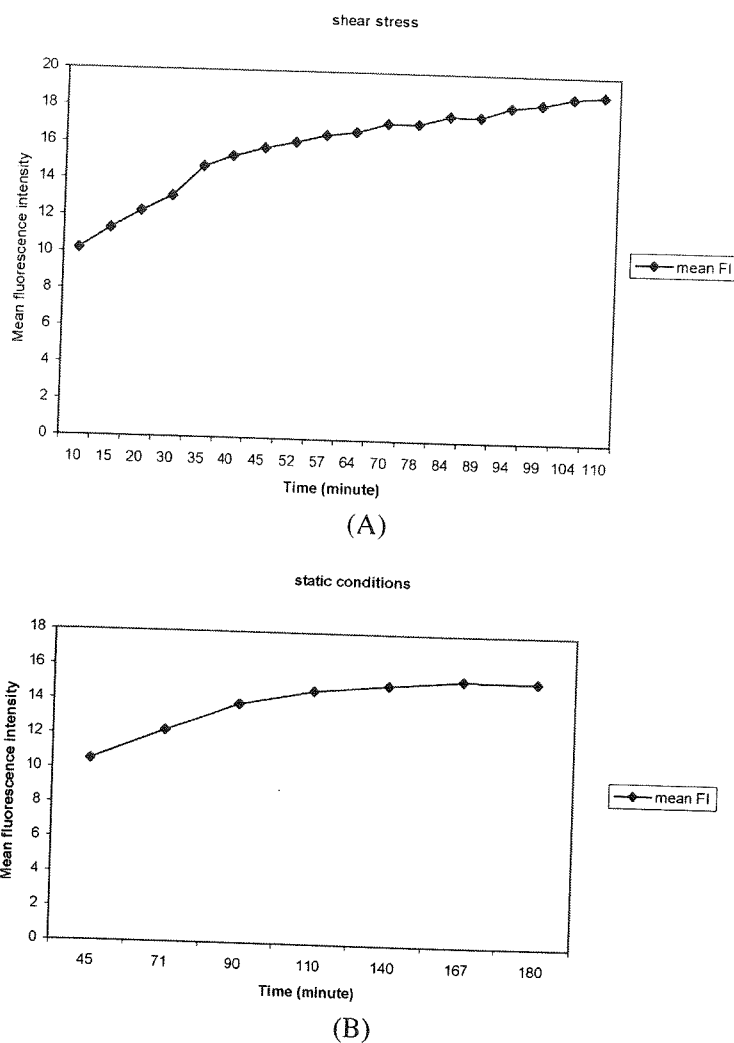 shear stress
20
18
16
14
12
10
8
6
4
2
0
Mean fluorescence intensity
10 15 20 30 35 40 45 52 57 64 70 78 84 89 94 99 104 110
Time (minute)
mean FI
(A)
static conditions
18
16
14
12
10
8
6
4
2
0
Mean fluorescence intensity
45 71 90 110 140 167 180
Time (minute)
mean FI
(B)